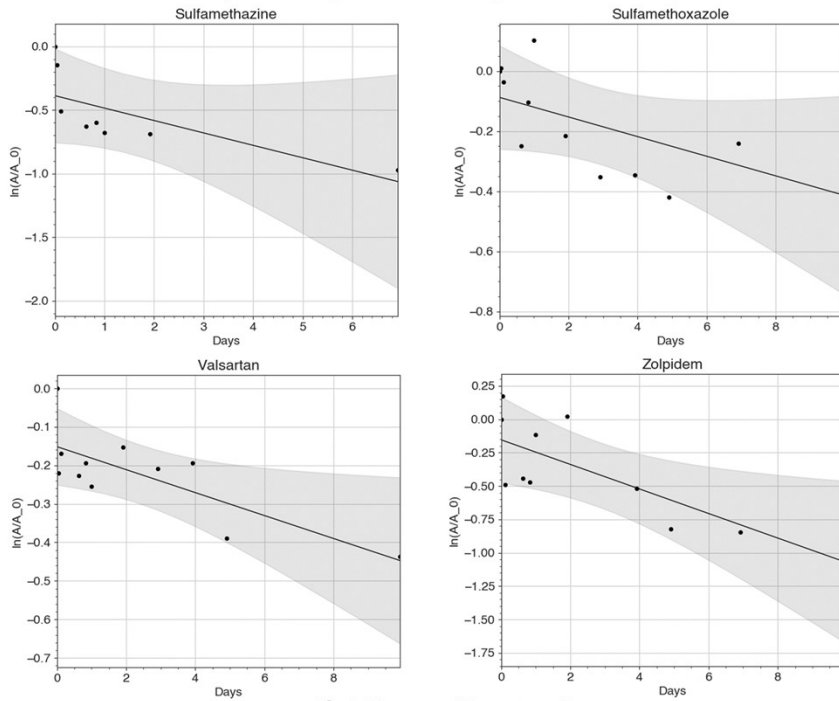 Sulfamethazine
0.0
−0.5
−1.0
−1.5
−2.0
ln(A/A_0)
0 1 2 3 4 5 6
Days
Sulfamethoxazole
0.0
−0.2
−0.4
−0.6
−0.8
ln(A/A_0)
0 2 4 6 8
Days
Valsartan
0.0
−0.1
−0.2
−0.3
−0.4
−0.5
−0.6
−0.7
ln(A/A_0)
0 2 4 6 8
Days
Zolpidem
0.25
0.00
−0.25
−0.50
−0.75
−1.00
−1.25
−1.50
−1.75
ln(A/A_0)
0 2 4 6 8
Days